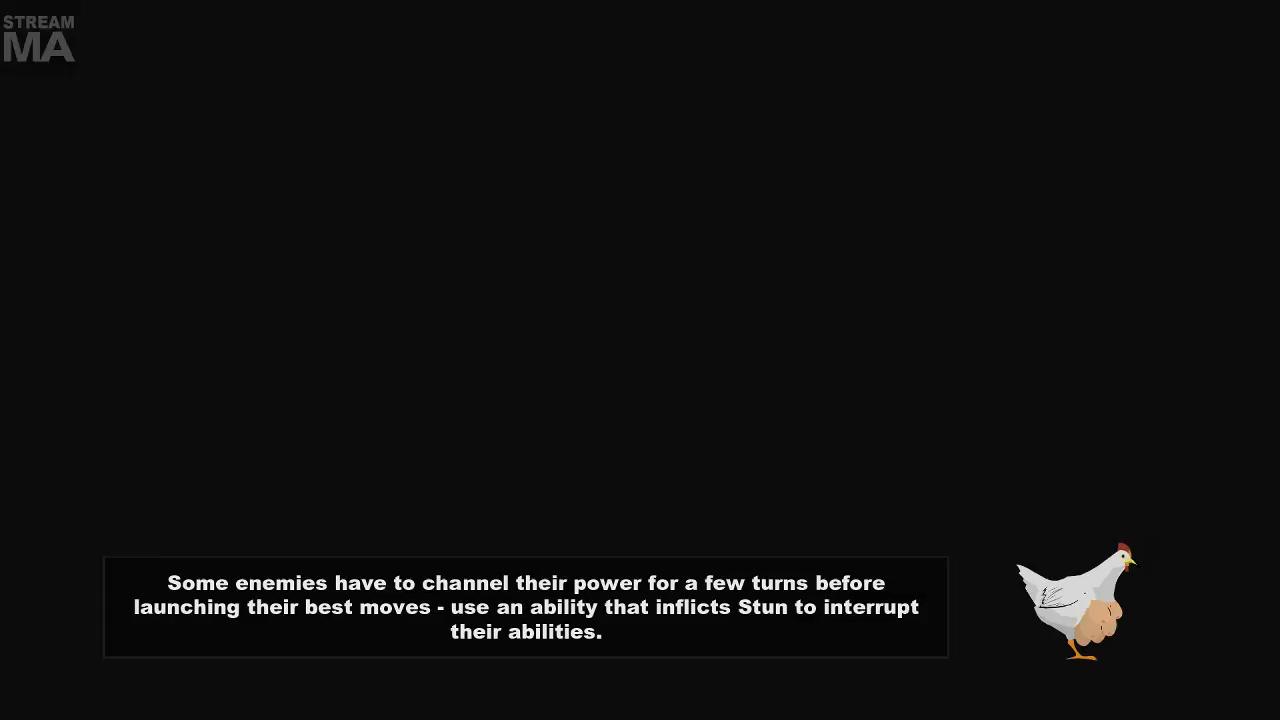 STREAM
MA
Some enemies have to channel their power for a few turns before
launching their best moves - use an ability that inflicts Stun to interrupt
their abilities.